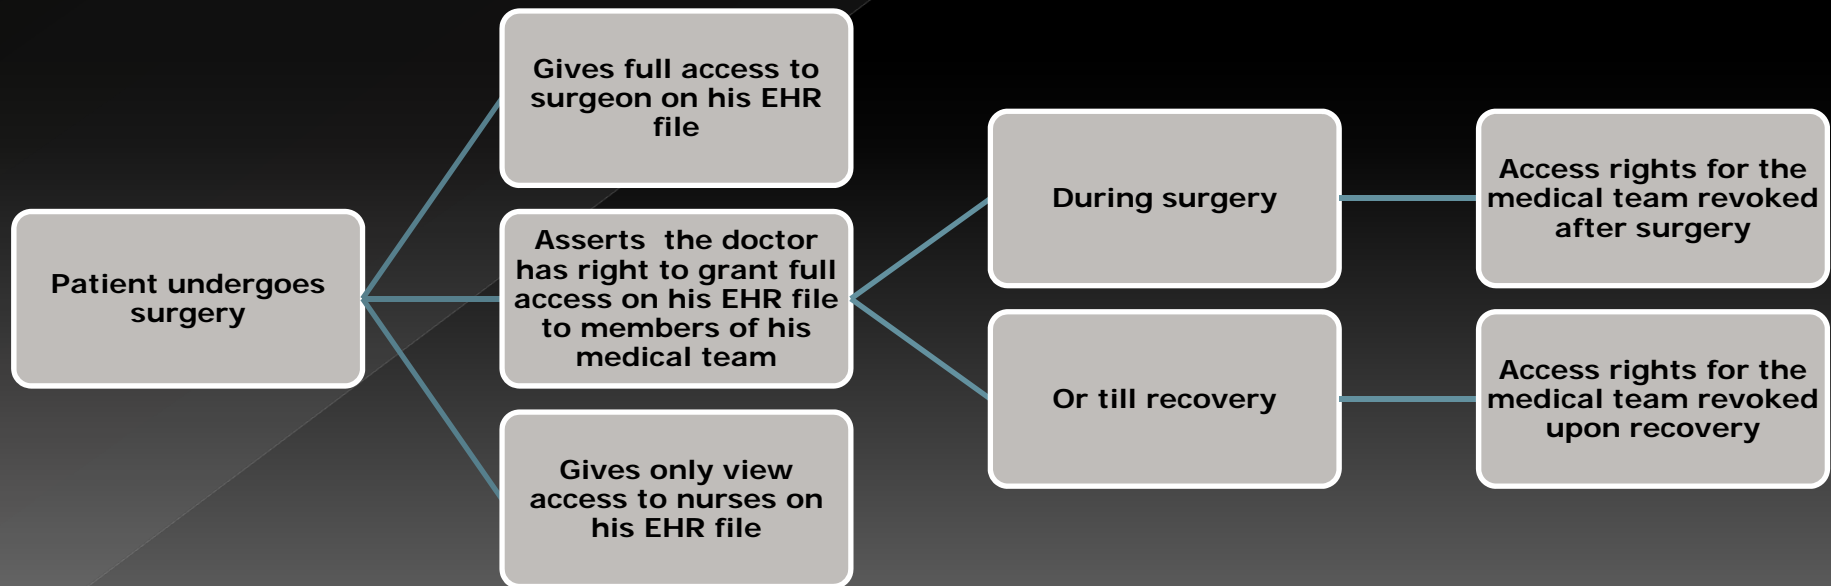 Patient undergoes
surgery
Gives full access to
surgeon on his EHR
file
Asserts the doctor
has right to grant full
access on his EHR file
to members of his
medical team
Gives only view
access to nurses on
his EHR file
During surgery
Or till recovery
Access rights for the
medical team revoked
after surgery
Access rights for the
medical team revoked
upon recovery